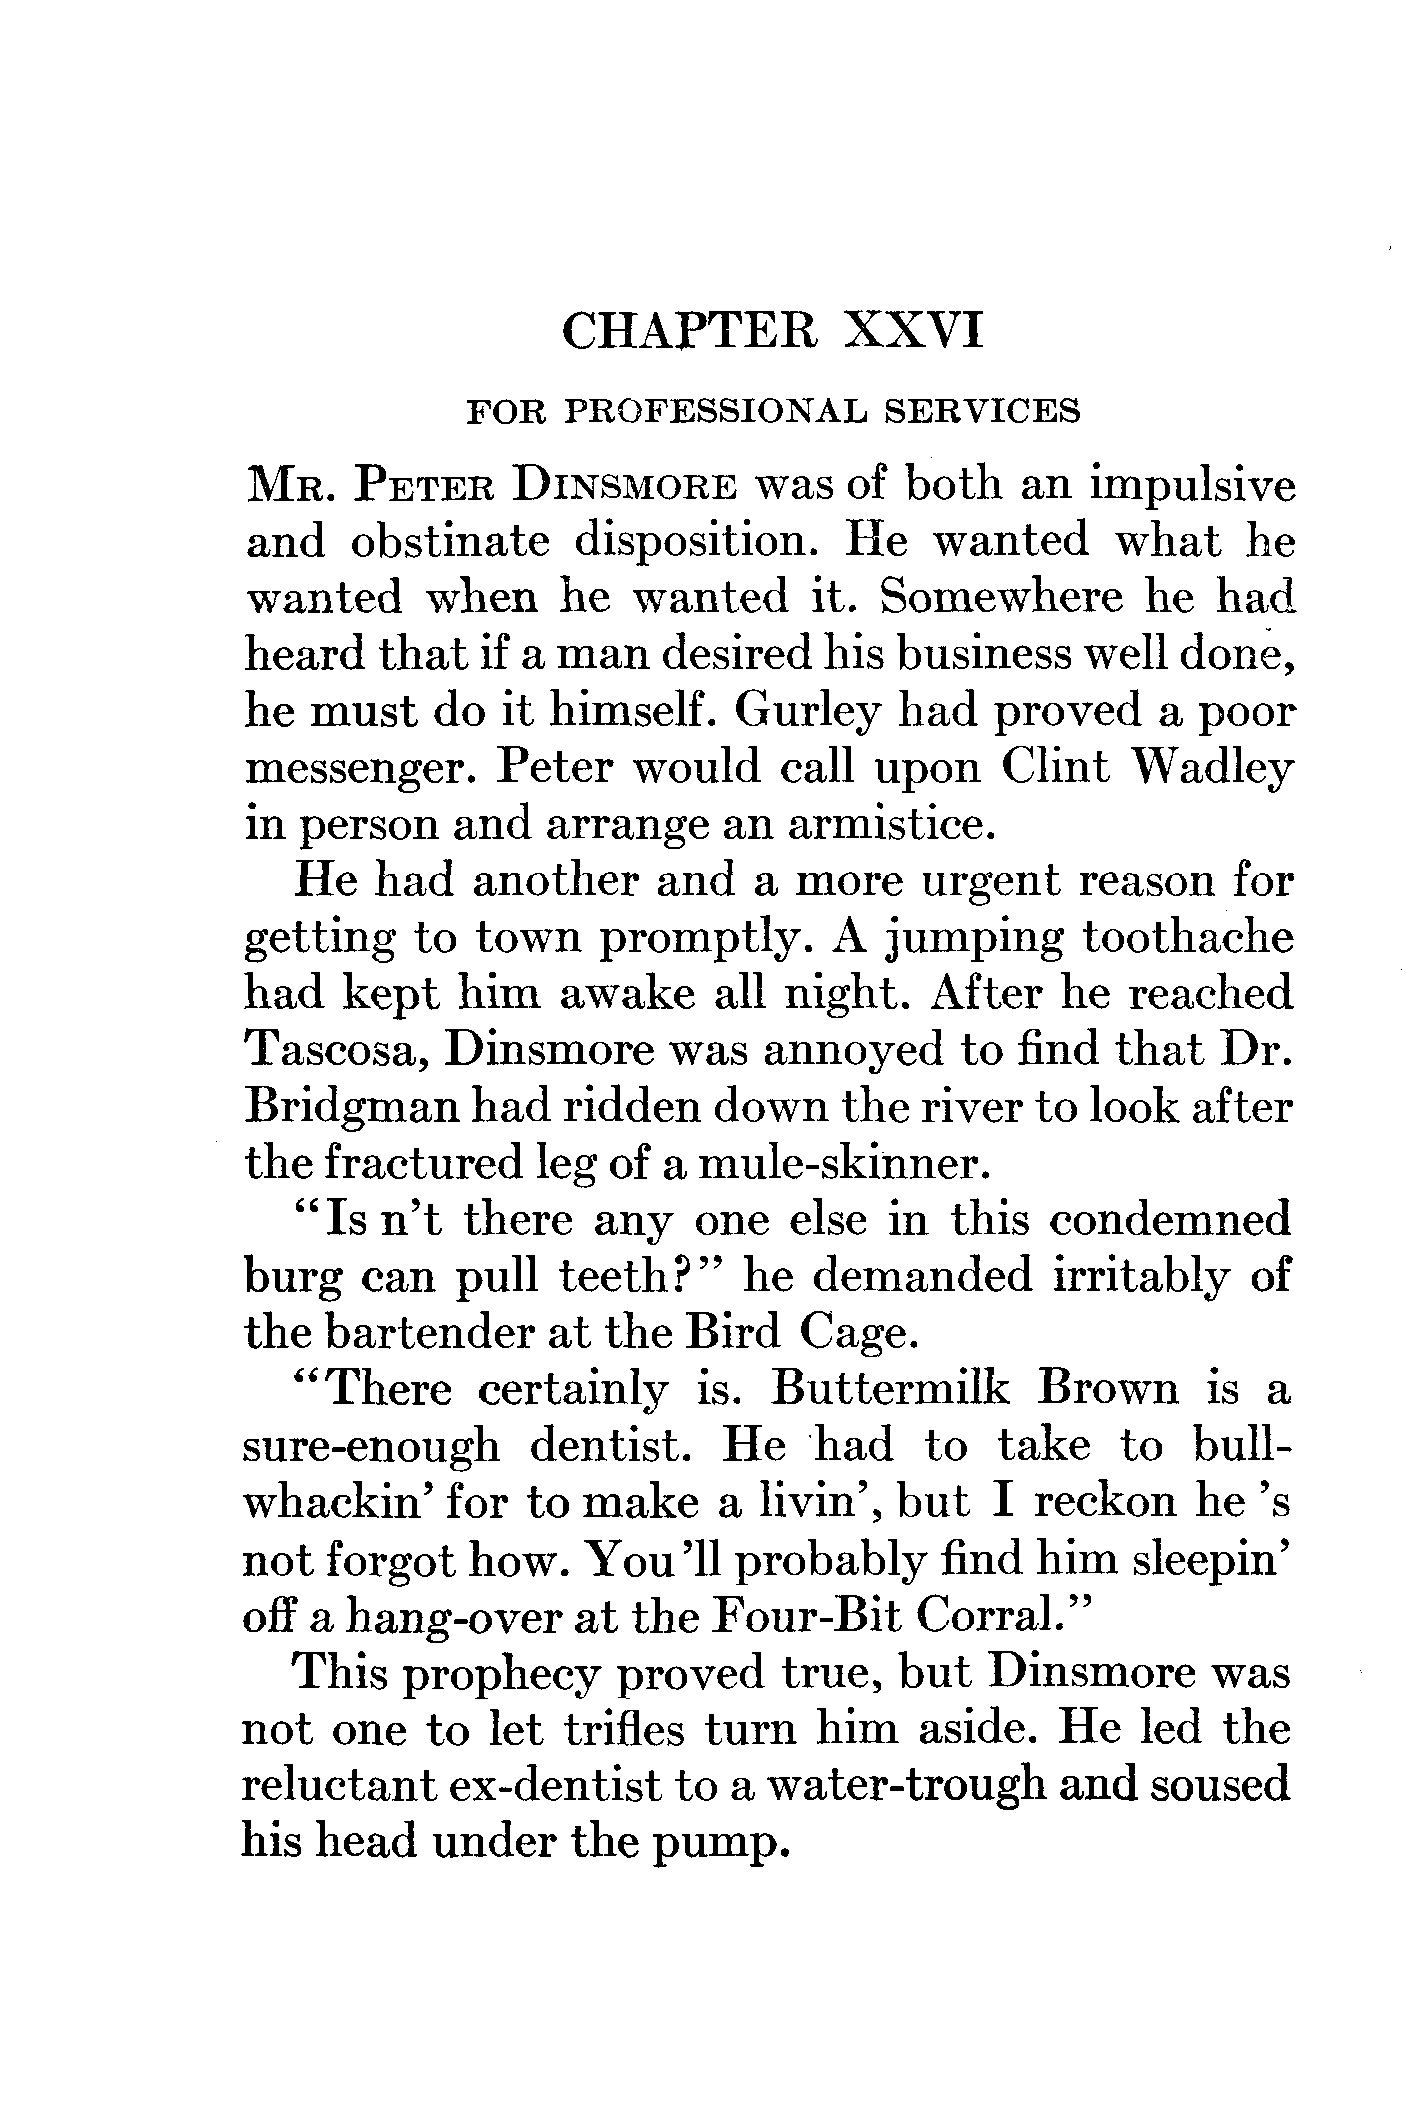 CHAPTER XXVI
FOR PROFESSIONAL SERVICES
MR. PETER DINSMORE was of both an impulsive
and obstinate disposition. He wanted what he
wanted when he wanted it. Somewhere he had
heard that if a man desired his business well done,
he must do it himself. Gurley had proved a poor
messenger. Peter would call upon Clint Wadley
in person and arrange an armistice.
He had another and a more urgent reason for
getting to town promptly. A jumping toothache
had kept him awake all night. After he reached
Tascosa, Dinsmore was annoyed to find that Dr.
Bridgman had ridden down the river to look after
the fractured leg of a mule-skinner.
“Is n’t there any one else in this condemned
burg can pull teeth?” he demanded irritably of
the bartender at the Bird Cage.
“There certainly is. Buttermilk Brown is a
sure-enough dentist. He had to take to bull-
whackin’ for to make a livin’, but I reckon he ’s
not forgot how. You ’ll probably find him sleepin’
off a hang-over at the Four-Bit Corral.”
This prophecy proved true, but Dinsmore was
not one to let trifles turn him aside. He led the
reluctant ex-dentist to a water-trough and soused
his head under the pump.